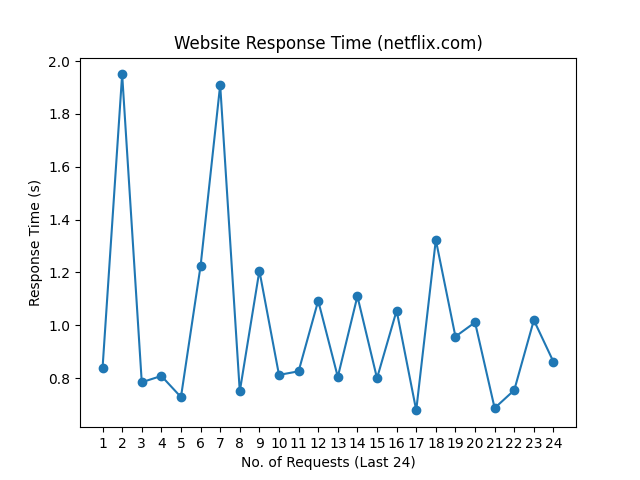 Website Response Time (netflix.com)
Response Time (s)
2.0
1.8
1.6
1.4
1.2
1.0
0.8
1 2 3 4 5 6 7 8 9 10 11 12 13 14 15 16 17 18 19 20 21 22 23 24
No. of Requests (Last 24)